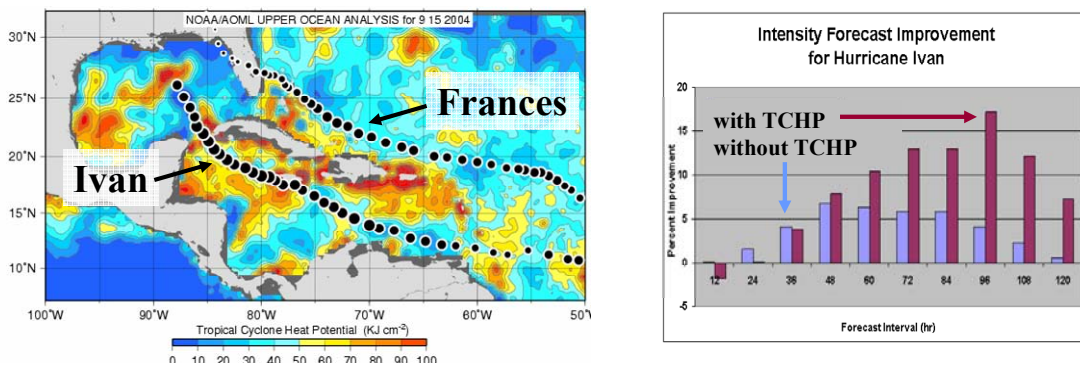 NOAA/AOML UPPER OCEAN ANALYSIS for 9 15 2004
30°N
25°N
20°N
15°N
10°N
Frances
Ivan
100°W
90°W
80°W
70°W
60°W
50°W
Tropical Cyclone Heat Potential (KJ cm-2)
0 10 20 30 40 50 60 70 80 90 100
Intensity Forecast Improvement
for Hurricane Ivan
with TCHP
without TCHP
Percent Improvement
20
15
10
5
0
-5
12 24 36 48 60 72 84 96 108 120
Forecast Interval (hr)